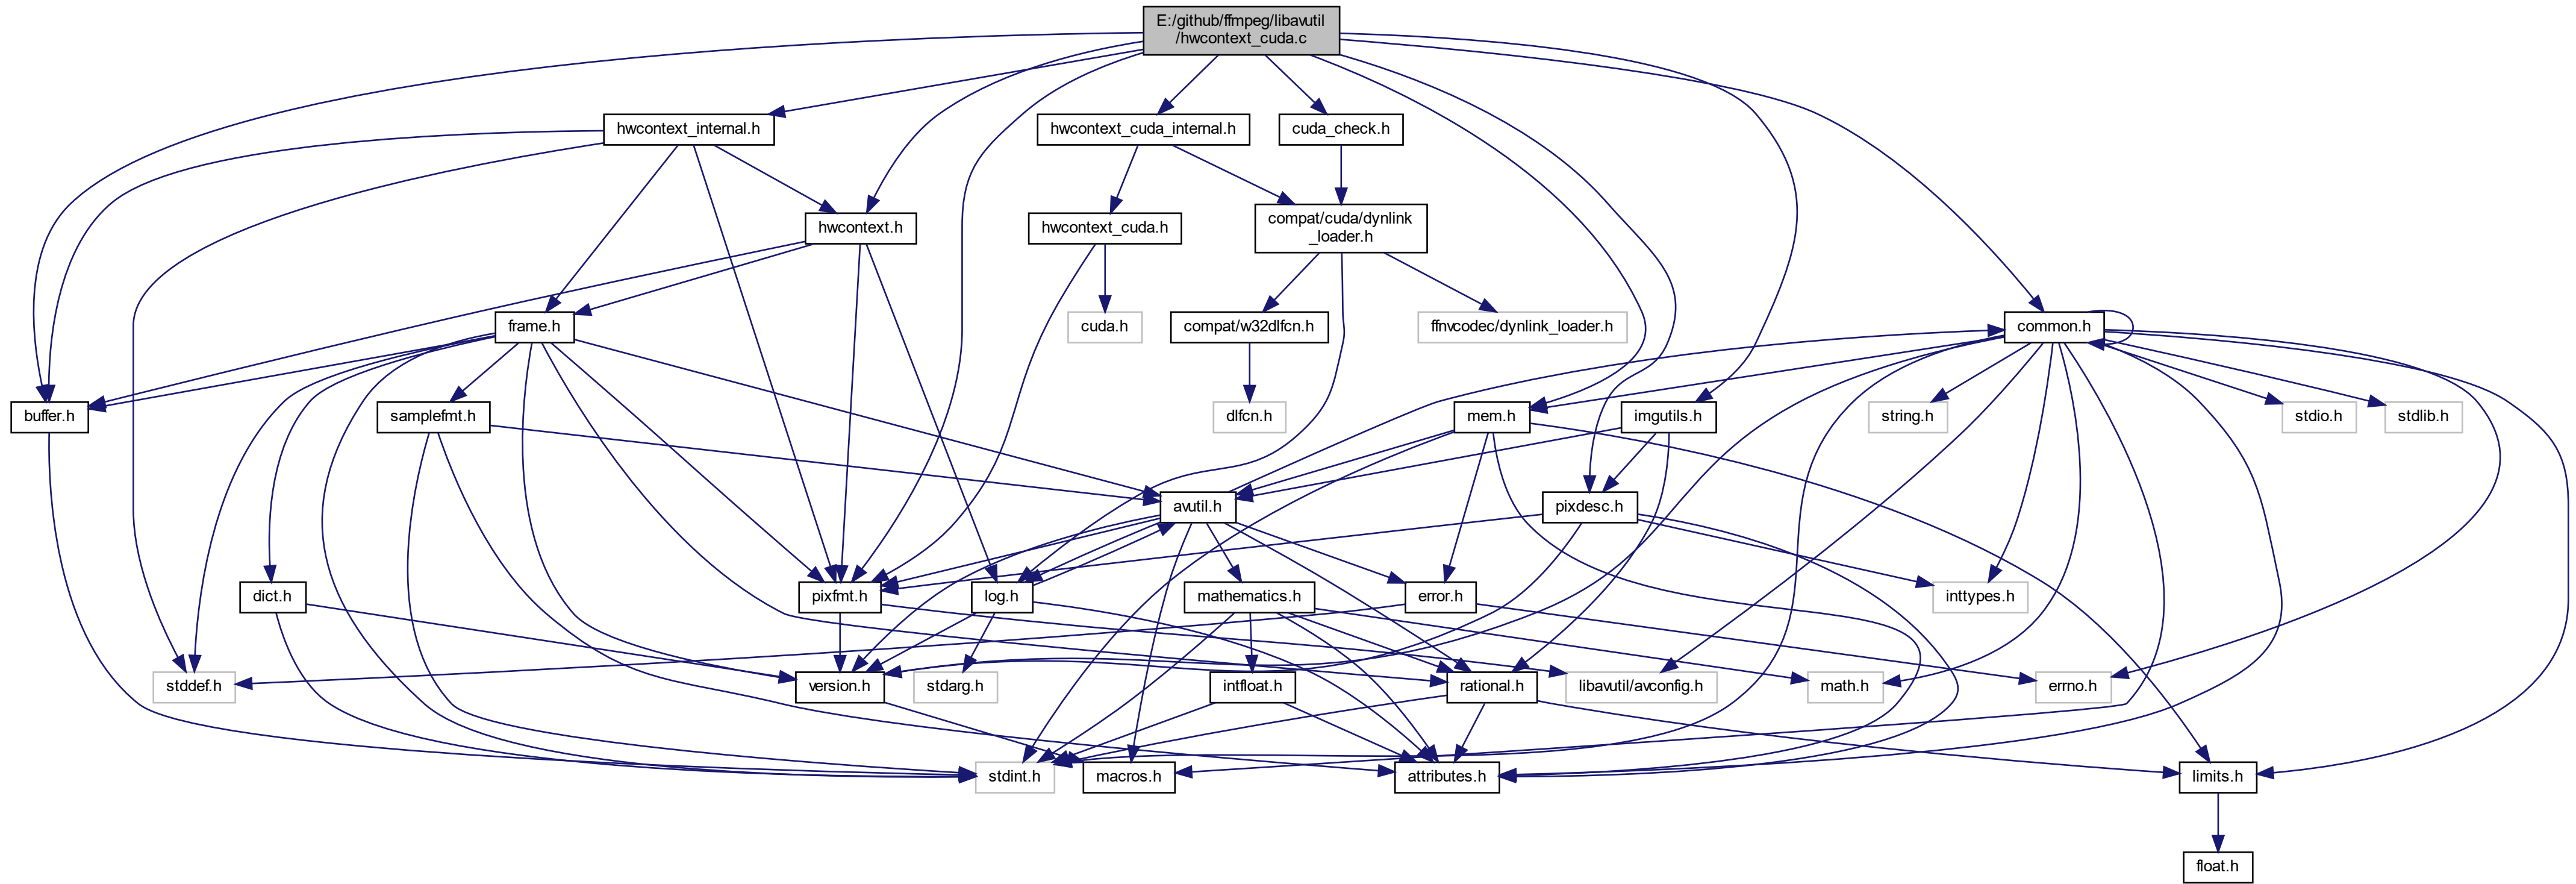 E:/github/ffmpeg/libavutil
/hwcontext_cuda.c
hwcontext_internal.h
hwcontext_cuda_internal.h
cuda_check.h
hwcontext.h
hwcontext_cuda.h
compat/cuda/dynlink
_loader.h
frame.h
cuda.h
compat/w32dlfcn.h
ffnvcodec/dynlink_loader.h
common.h
buffer.h
samplefmt.h
dlfcn.h
mem.h
imgutils.h
string.h
stdio.h
stdlib.h
avutil.h
pixdesc.h
dict.h
pixfmt.h
log.h
mathematics.h
error.h
inttypes.h
stddef.h
version.h
stdarg.h
intfloat.h
rational.h
libavutil/avconfig.h
math.h
errno.h
stdint.h
macros.h
attributes.h
limits.h
float.h